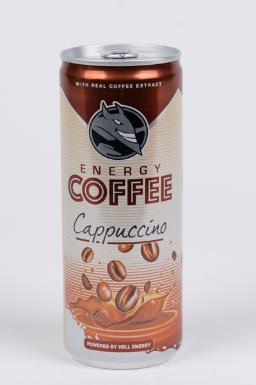 WITH REAL COFFEE EXTRACT
ENERGY
COFFEE
Cappuccino
POWERED BY HELL ENERGY